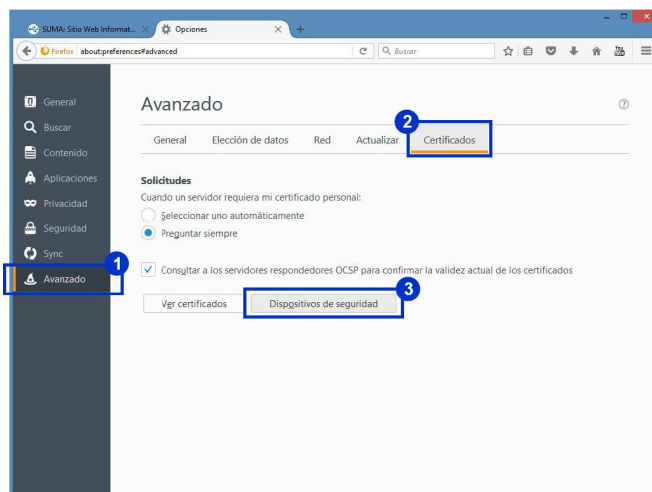 SUMA: Sitio Web Informat...
Opciones
Firefox
about:preferences#advanced
Buscar
General
Buscar
Contenido
Aplicaciones
Privacidad
Seguridad
Sync
1
Avanzado
Avanzado
2
General
Elección de datos
Red
Actualizar
Certificados
Solicitudes
Cuando un servidor requiera mi certificado personal:
Seleccionar uno automáticamente
Preguntar siempre
Consultar a los servidores respondedores OCSP para confirmar la validez actual de los certificados
3
Ver certificados
Dispositivos de seguridad